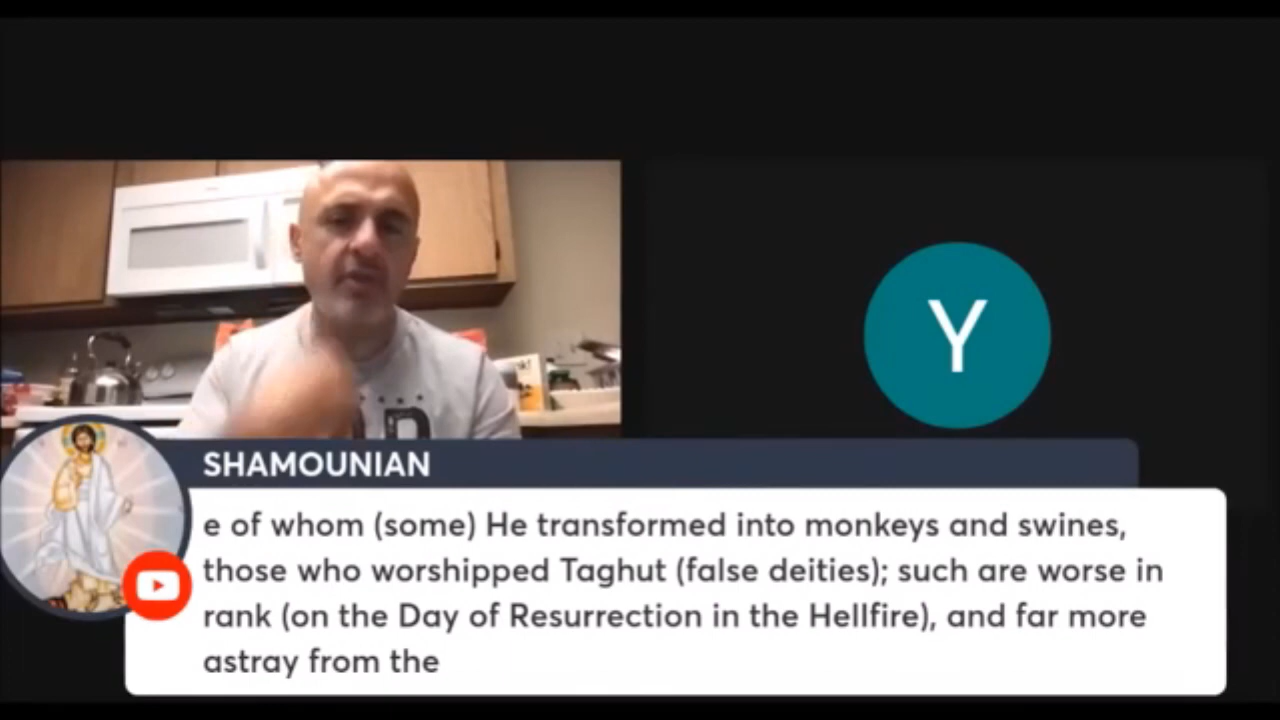 Y
SHAMOUNIAN
e of whom (some) He transformed into monkeys and swines,
those who worshipped Taghut (false deities); such are worse in
rank (on the Day of Resurrection in the Hellfire), and far more
astray from the